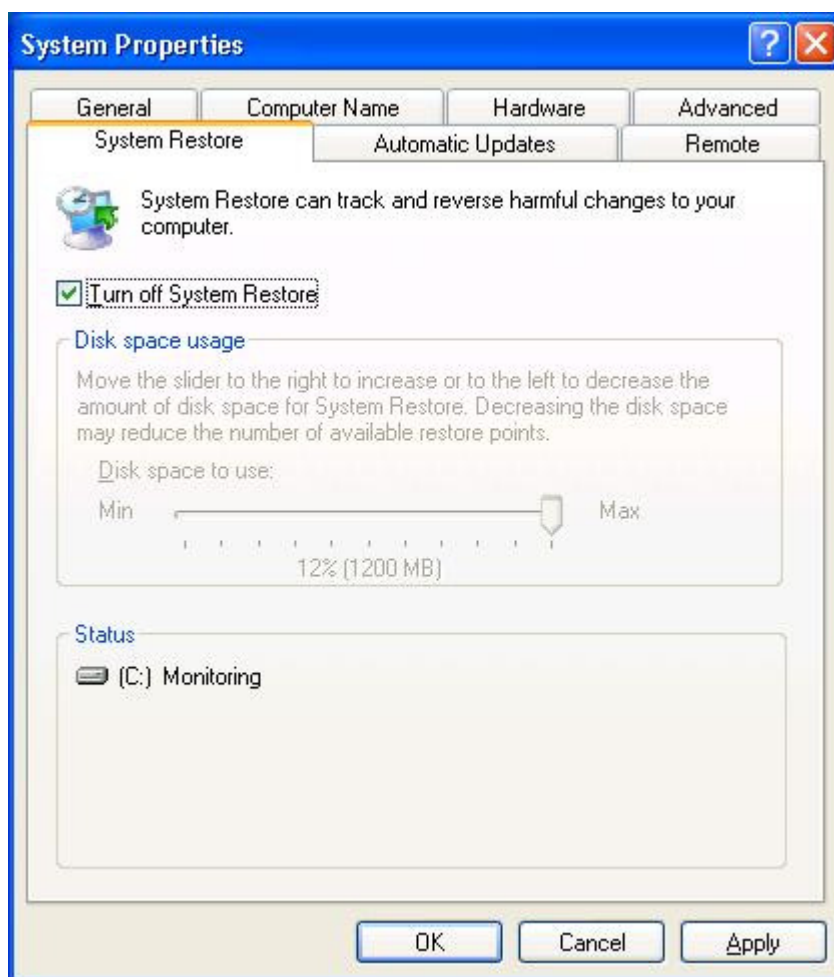 System Properties
General Computer Name Hardware Advanced
System Restore Automatic Updates Remote
System Restore can track and reverse harmful changes to your
computer.
Turn off System Restore
Disk space usage
Move the slider to the right to increase or to the left to decrease the
amount of disk space for System Restore. Decreasing the disk space
may reduce the number of available restore points.
Disk space to use:
Min Max
12% (1200 MB)
Status
(C:) Monitoring
OK Cancel Apply